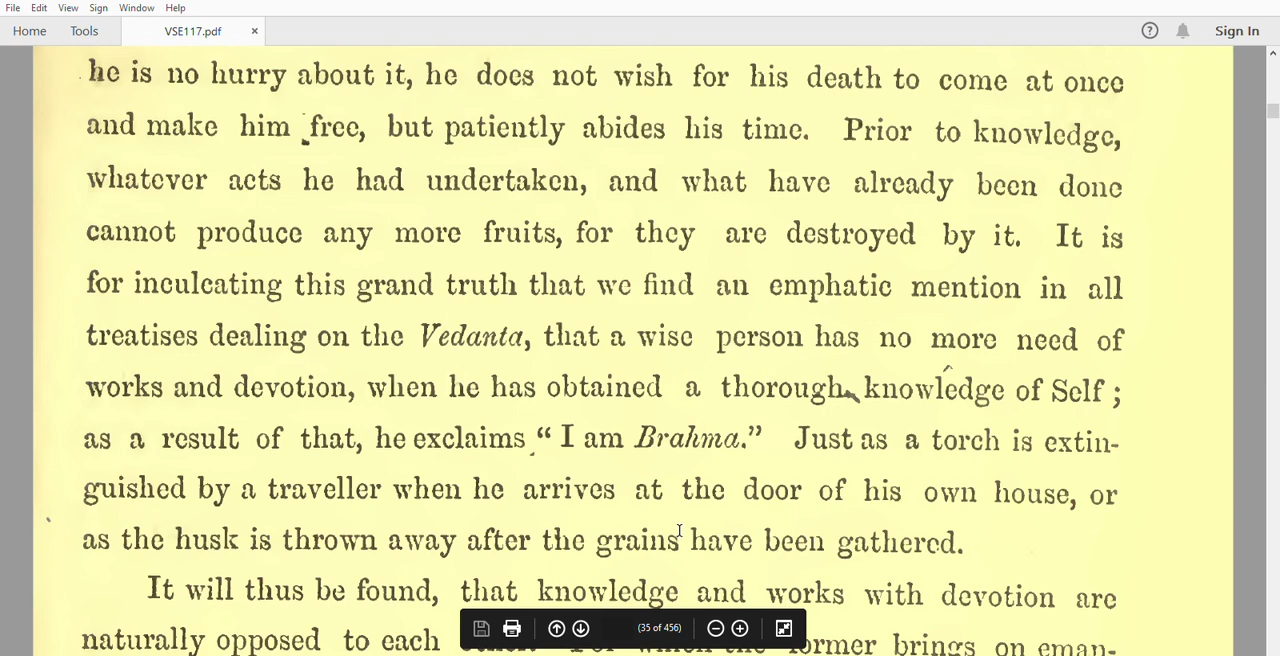 File Edit View Sign Window Help
Home Tools VSE117.pdf × ? Sign In
he is no hurry about it, he does not wish for his death to come at once
and make him free, but patiently abides his time. Prior to knowledge,
whatever acts he had undertaken, and what have already been done
cannot produce any more fruits, for they are destroyed by it. It is
for inculcating this grand truth that we find an emphatic mention in all
treatises dealing on the Vedanta, that a wise person has no more need of
works and devotion, when he has obtained a thorough knowledge of Self;
as a result of that, he exclaims “I am Brahma.” Just as a torch is extin-
guished by a traveller when he arrives at the door of his own house, or
as the husk is thrown away after the grains have been gathered.
It will thus be found, that knowledge and works with devotion are
naturally opposed to each former brings on eman-
(35 of 456)